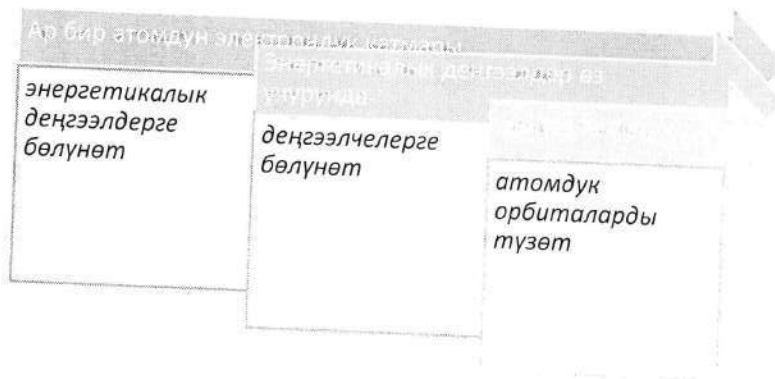 Ар бир атомдун электрондук катмары
энергетикалык
деңгээлдерге
бөлүнөт
Энергетикалык деңгээлдер өз
учурунда
деңгээлчелерге
бөлүнөт
атомдук
орбиталарды
түзөт